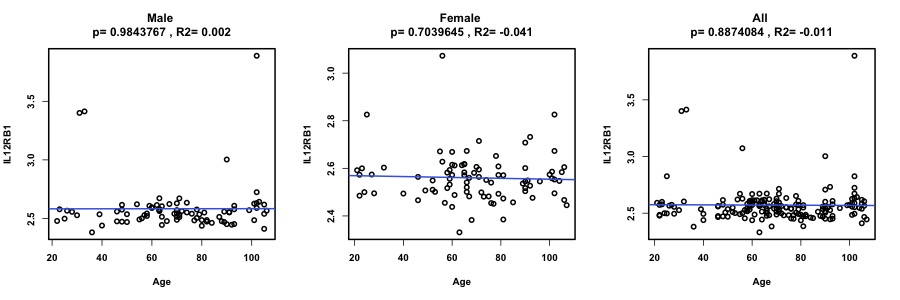 Male
p= 0.9843767 , R2= 0.002
IL12RB1
3.5
3.0
2.5
20 40 60 80 100
Age
Female
p= 0.7039645 , R2= -0.041
IL12RB1
3.0
2.8
2.6
2.4
20 40 60 80 100
Age
All
p= 0.8874084 , R2= -0.011
IL12RB1
3.5
3.0
2.5
20 40 60 80 100
Age